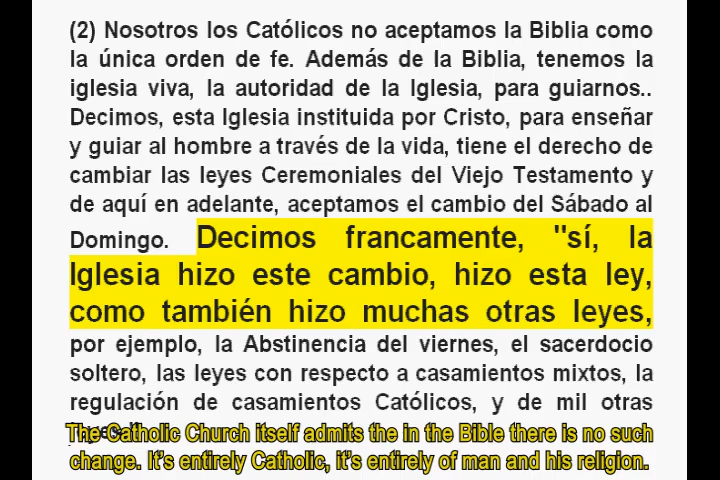 (2) Nosotros los Católicos no aceptamos la Biblia como
la única orden de fe. Además de la Biblia, tenemos la
iglesia viva, la autoridad de la Iglesia, para guiarnos..
Decimos, esta Iglesia instituida por Cristo, para enseñar
y guiar al hombre a través de la vida, tiene el derecho de
cambiar las leyes Ceremoniales del Viejo Testamento y
de aquí en adelante, aceptamos el cambio del Sábado al
Domingo. Decimos francamente, "sí, la
Iglesia hizo este cambio, hizo esta ley,
como también hizo muchas otras leyes,
por ejemplo, la Abstinencia del viernes, el sacerdocio
soltero, las leyes con respecto a casamientos mixtos, la
regulación de casamientos Católicos, y de mil otras
The Catholic Church itself admits the in the Bible there is no such
change. It's entirely Catholic, it's entirely of man and his religion.